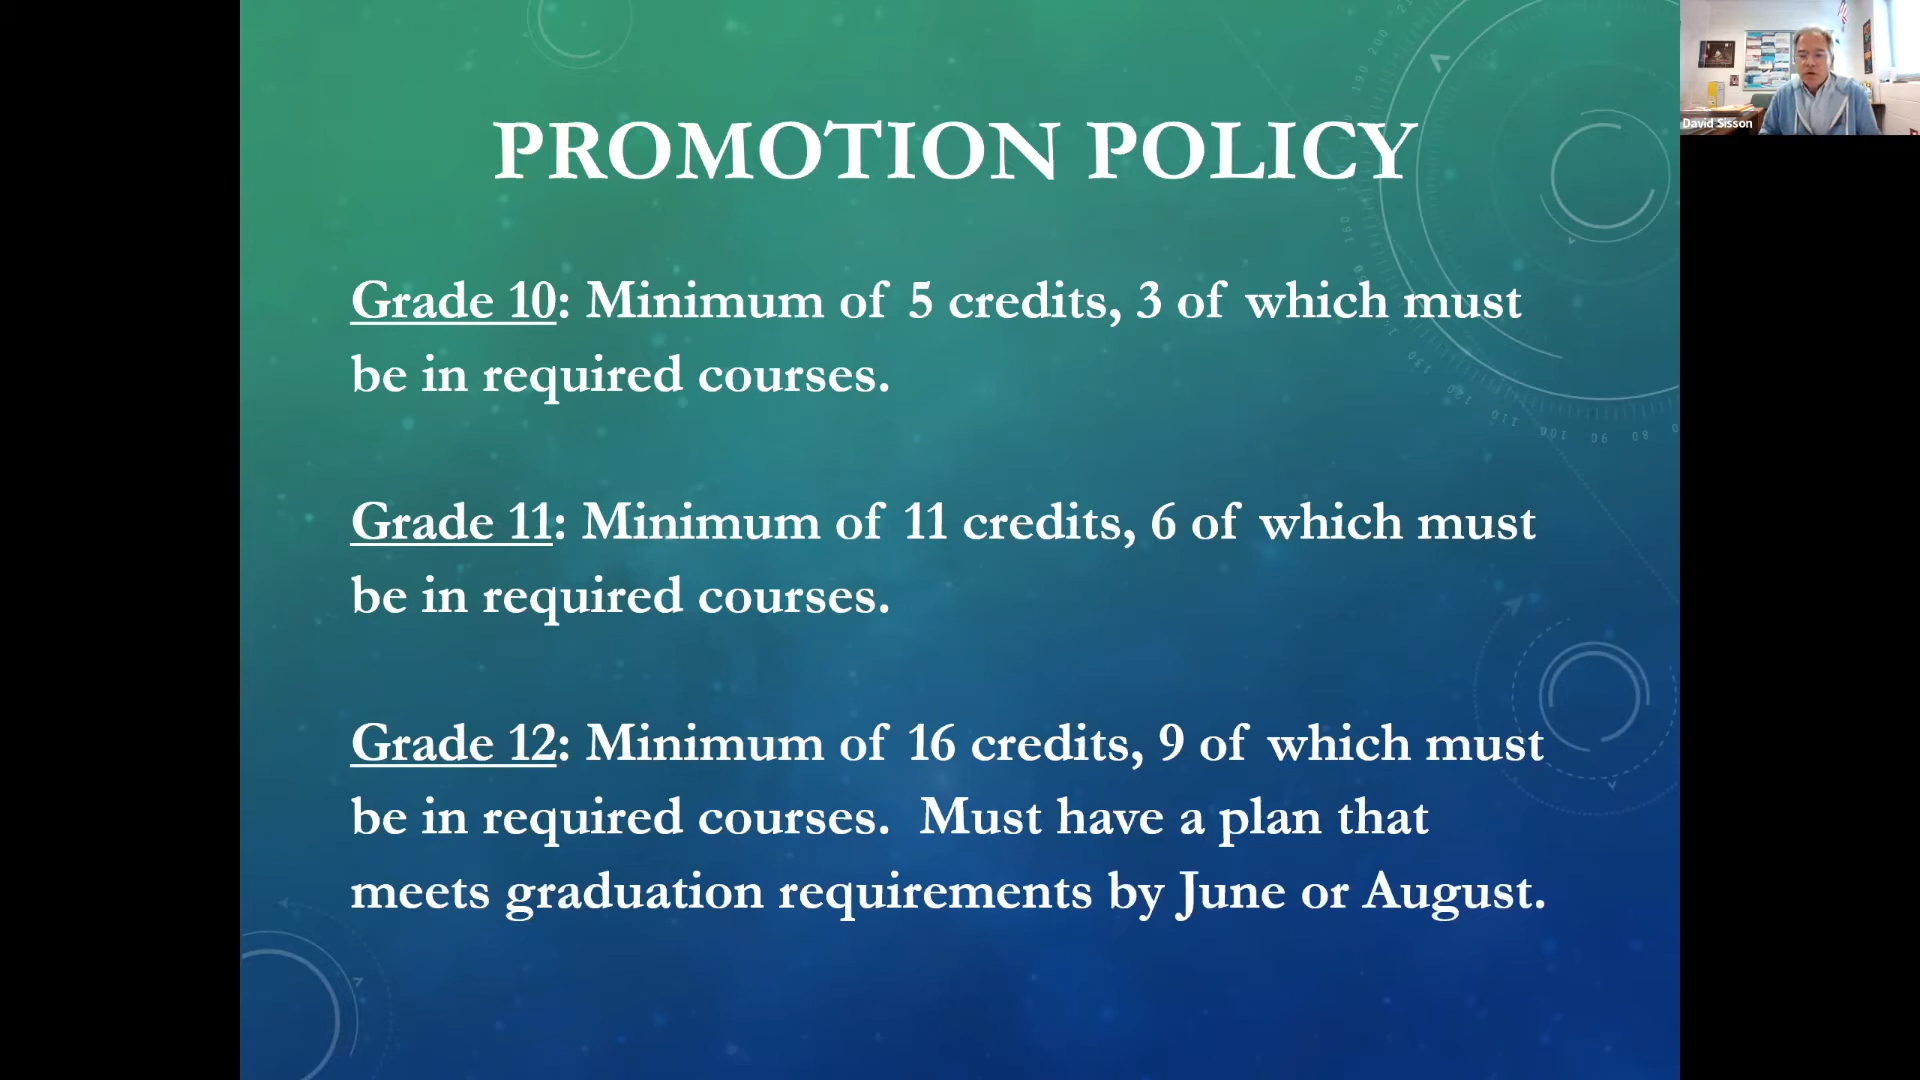 PROMOTION POLICY
David Sisson
Grade 10: Minimum of 5 credits, 3 of which must
be in required courses.
Grade 11: Minimum of 11 credits, 6 of which must
be in required courses.
Grade 12: Minimum of 16 credits, 9 of which must
be in required courses. Must have a plan that
meets graduation requirements by June or August.